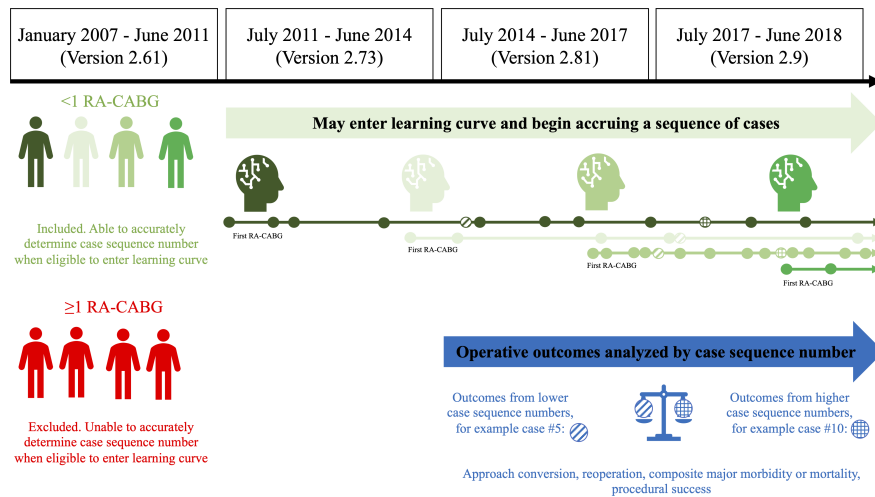 January 2007 - June 2011
(Version 2.61)
July 2011 - June 2014
(Version 2.73)
July 2014 - June 2017
(Version 2.81)
July 2017 - June 2018
(Version 2.9)
<1 RA-CABG
May enter learning curve and begin accruing a sequence of cases
Included. Able to accurately
determine case sequence number
when eligible to enter learning curve
First RA-CABG
First RA-CABG
First RA-CABG
First RA-CABG
≥1 RA-CABG
Excluded. Unable to accurately
determine case sequence number
when eligible to enter learning curve
Operative outcomes analyzed by case sequence number
Outcomes from lower
case sequence numbers,
for example case #5:
Outcomes from higher
case sequence numbers,
for example case #10:
Approach conversion, reoperation, composite major morbidity or mortality,
procedural success